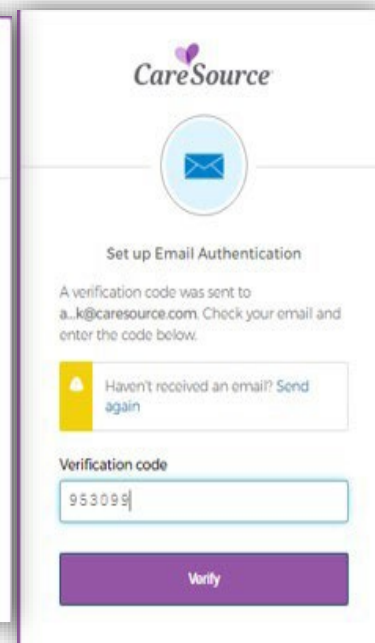 CareSource
Set up Email Authentication
A verification code was sent to
a...k@caresource.com. Check your email and
enter the code below.
Haven't received an email? Send
again
Verification code
953099
Verify